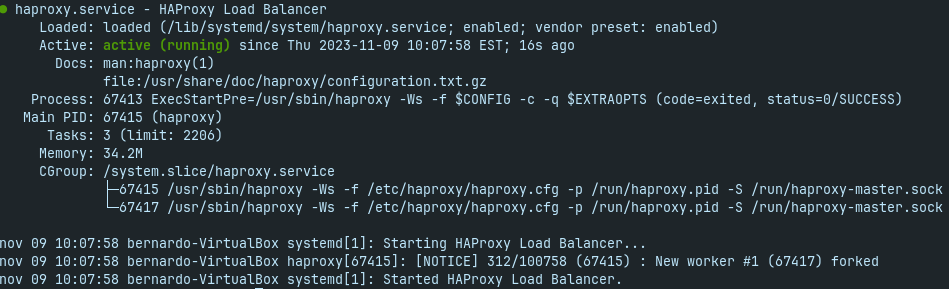 ● haproxy.service - HAProxy Load Balancer
Loaded: loaded (/lib/systemd/system/haproxy.service; enabled; vendor preset: enabled)
Active: active (running) since Thu 2023-11-09 10:07:58 EST; 16s ago
Docs: man:haproxy(1)
file:/usr/share/doc/haproxy/configuration.txt.gz
Process: 67413 ExecStartPre=/usr/sbin/haproxy -Ws -f $CONFIG -c -q $EXTRAOPTS (code=exited, status=0/SUCCESS)
Main PID: 67415 (haproxy)
Tasks: 3 (limit: 2206)
Memory: 34.2M
CGroup: /system.slice/haproxy.service
├─67415 /usr/sbin/haproxy -Ws -f /etc/haproxy/haproxy.cfg -p /run/haproxy.pid -S /run/haproxy-master.sock
└─67417 /usr/sbin/haproxy -Ws -f /etc/haproxy/haproxy.cfg -p /run/haproxy.pid -S /run/haproxy-master.sock
nov 09 10:07:58 bernardo-VirtualBox systemd[1]: Starting HAProxy Load Balancer...
nov 09 10:07:58 bernardo-VirtualBox haproxy[67415]: [NOTICE] 312/100758 (67415) : New worker #1 (67417) forked
nov 09 10:07:58 bernardo-VirtualBox systemd[1]: Started HAProxy Load Balancer.